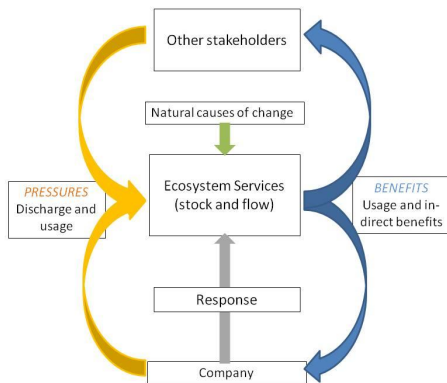 Other stakeholders
Natural causes of change
Ecosystem Services
(stock and flow)
PRESSURES
Discharge and
usage
BENEFITS
Usage and in-
direct benefits
Response
Company